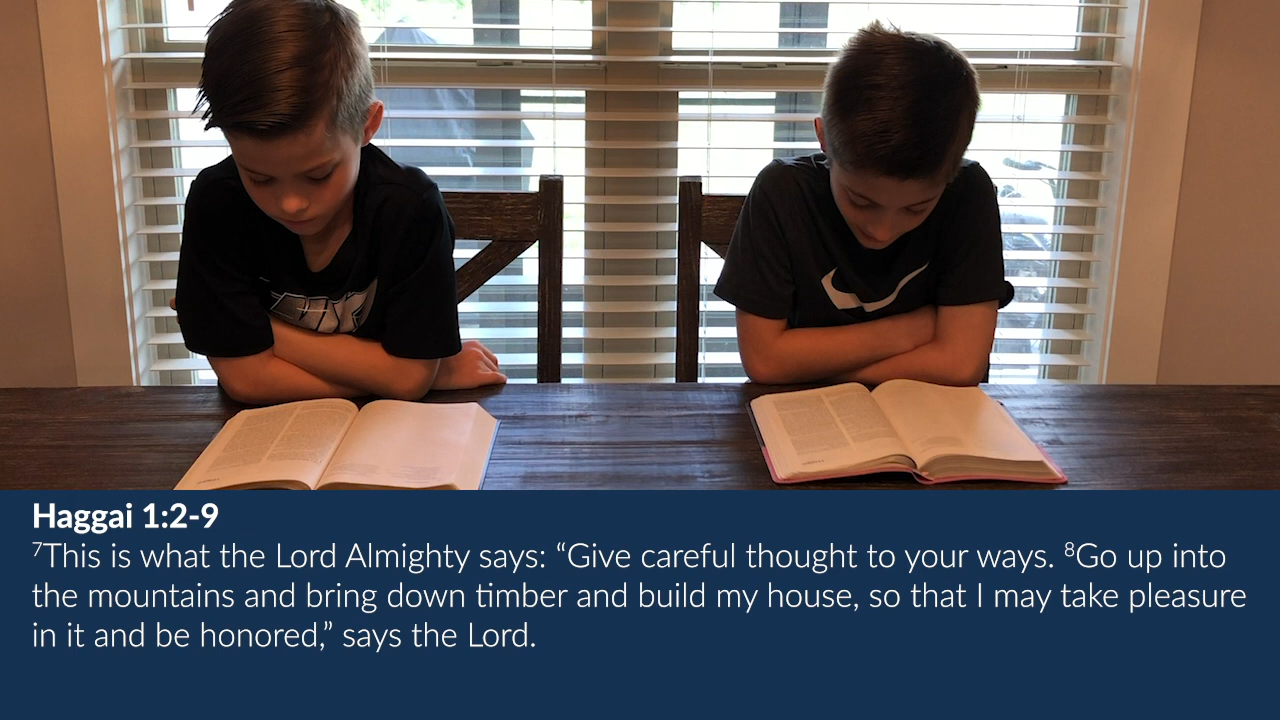 Haggai 1:2-9
⁷This is what the Lord Almighty says: “Give careful thought to your ways. ⁸Go up into
the mountains and bring down timber and build my house, so that I may take pleasure
in it and be honored,” says the Lord.